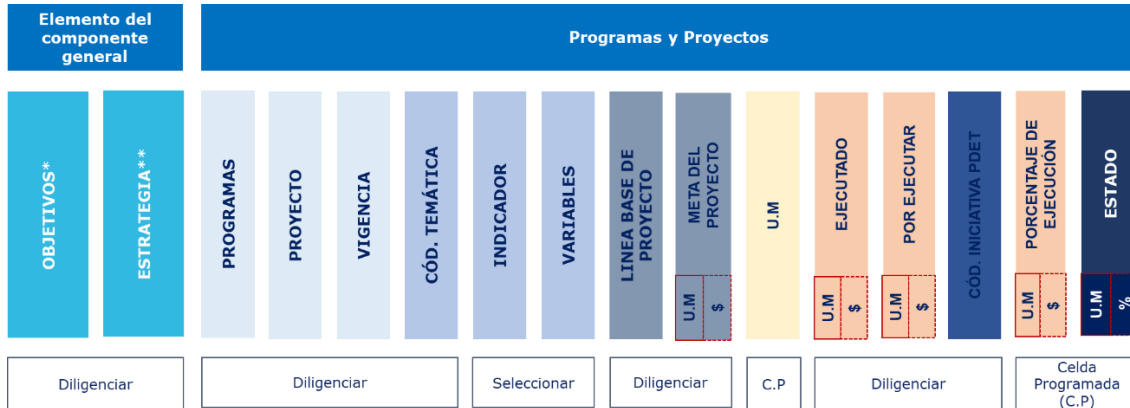 Elemento del
componente
general
Programas y Proyectos
OBJETIVOS*
ESTRATEGIA**
PROGRAMAS
PROYECTO
VIGENCIA
CÓD. TEMÁTICA
INDICADOR
VARIABLES
LINEA BASE DE
PROYECTO
META DEL
PROYECTO
U.M
$
U.M
EJECUTADO
U.M
$
POR EJECUTAR
U.M
$
CÓD. INICIATIVA PDET
PORCENTAJE DE
EJECUCIÓN
U.M
$
ESTADO
U.M
%
Diligenciar
Diligenciar
Seleccionar
Diligenciar
C.P
Diligenciar
Celda
Programada
(C.P)